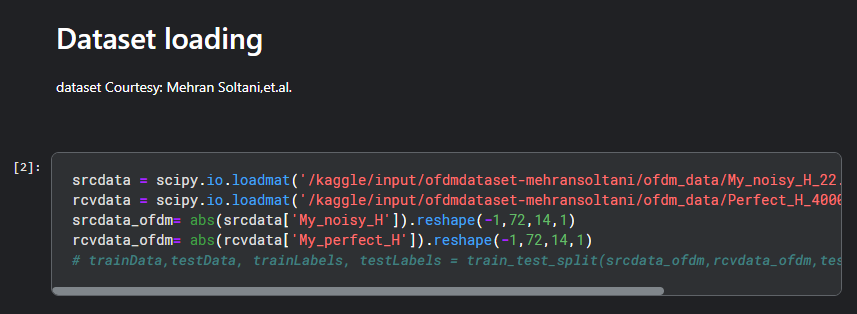 Dataset loading
dataset Courtesy: Mehran Soltani,et.al.
[2]:
srcdata = scipy.io.loadmat('/kaggle/input/ofdmdataset-mehransoltani/ofdm_data/My_noisy_H_22.
rcvdata = scipy.io.loadmat('/kaggle/input/ofdmdataset-mehransoltani/ofdm_data/Perfect_H_4000
srcdata_ofdm= abs(srcdata['My_noisy_H']).reshape(-1,72,14,1)
rcvdata_ofdm= abs(rcvdata['My_perfect_H']).reshape(-1,72,14,1)
# trainData,testData, trainLabels, testLabels = train_test_split(srcdata_ofdm,rcvdata_ofdm,tes